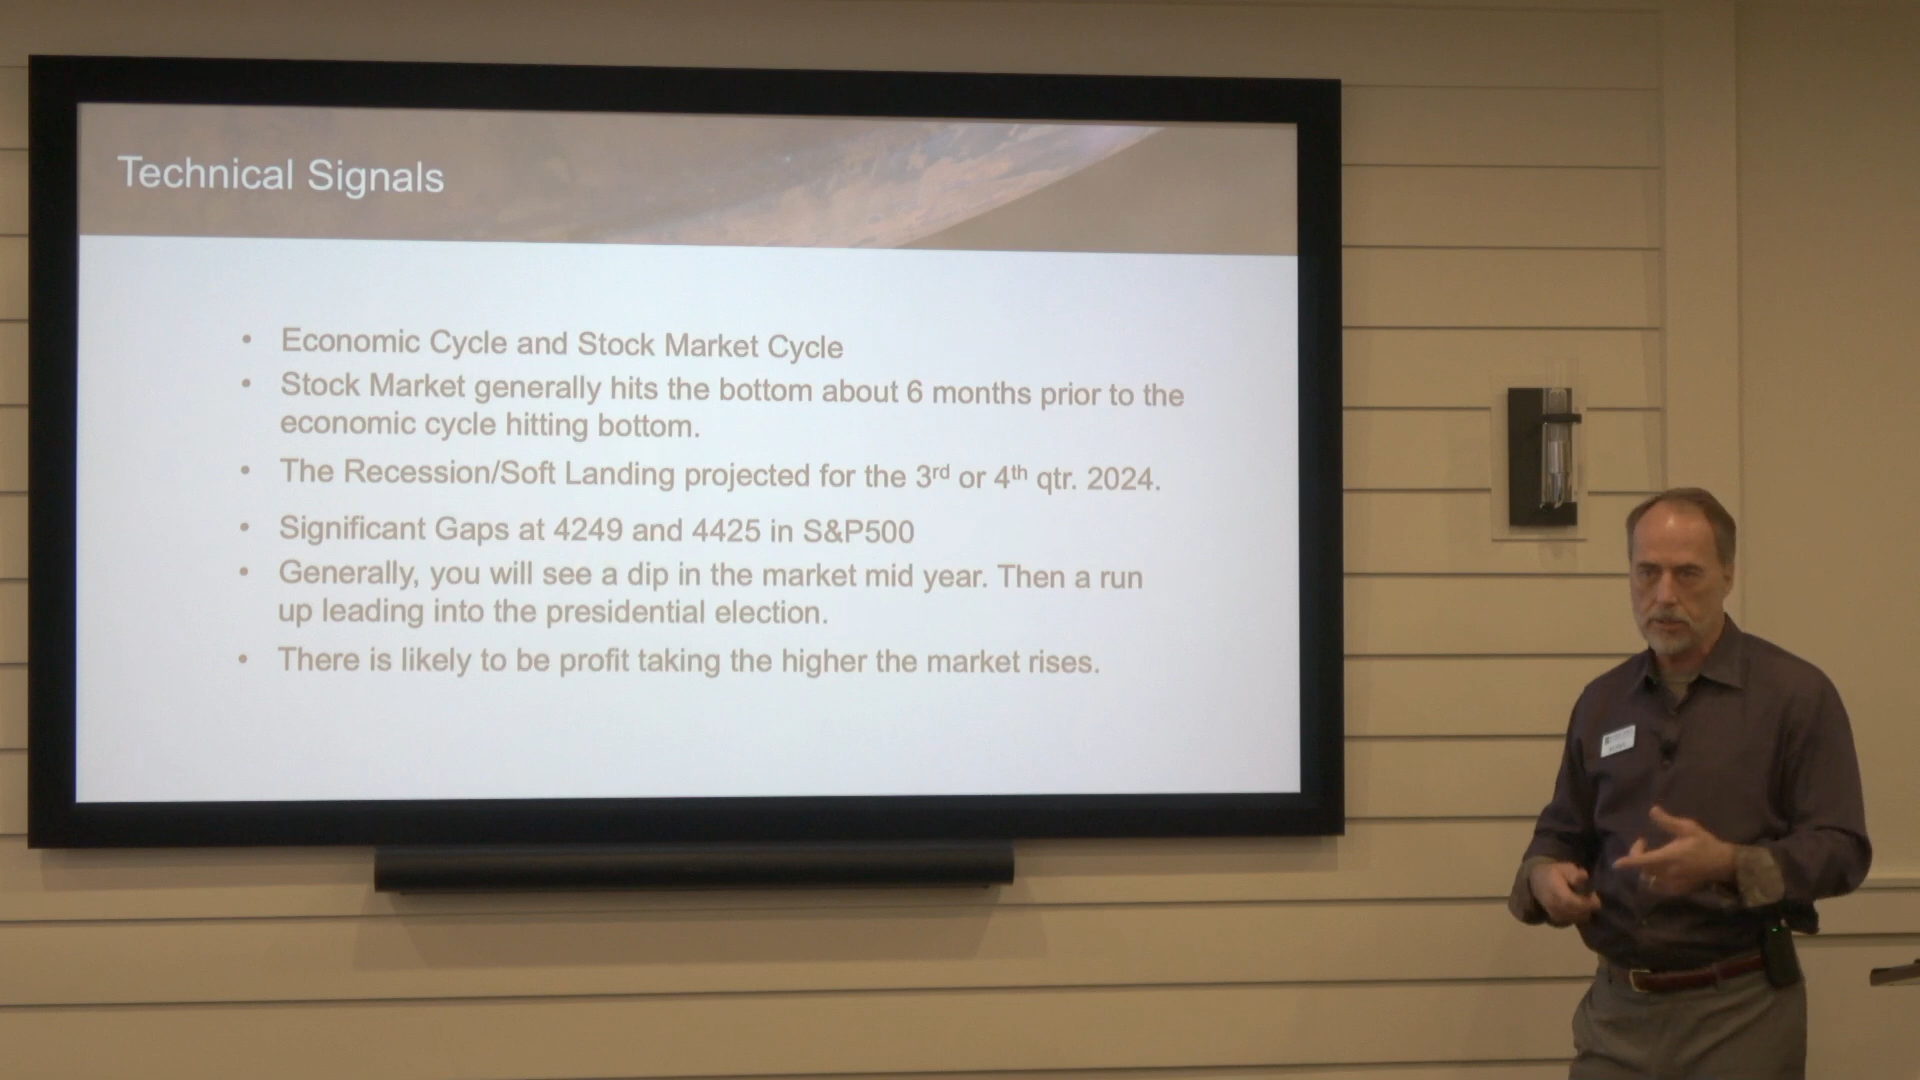 Technical Signals
• Economic Cycle and Stock Market Cycle
• Stock Market generally hits the bottom about 6 months prior to the
economic cycle hitting bottom.
• The Recession/Soft Landing projected for the 3rd or 4th qtr. 2024.
• Significant Gaps at 4249 and 4425 in S&P500
• Generally, you will see a dip in the market mid year. Then a run
up leading into the presidential election.
• There is likely to be profit taking the higher the market rises.